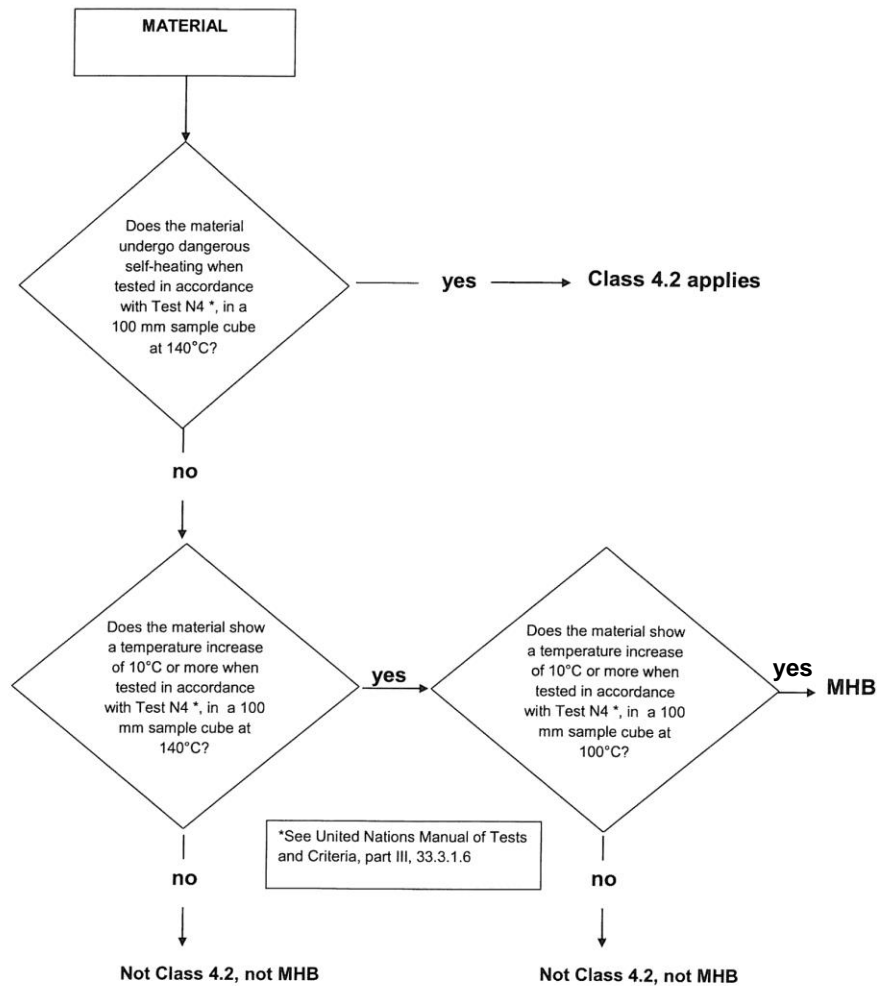 MATERIAL
Does the material
undergo dangerous
self-heating when
tested in accordance
with Test N4 *, in a
100 mm sample cube
at 140°C?
yes
Class 4.2 applies
no
Does the material show
a temperature increase
of 10°C or more when
tested in accordance
with Test N4 *, in a 100
mm sample cube at
140°C?
yes
Does the material show
a temperature increase
of 10°C or more when
tested in accordance
with Test N4 *, in a 100
mm sample cube at
100°C?
yes
MHB
*See United Nations Manual of Tests
and Criteria, part III, 33.3.1.6
no
no
Not Class 4.2, not MHB
Not Class 4.2, not MHB